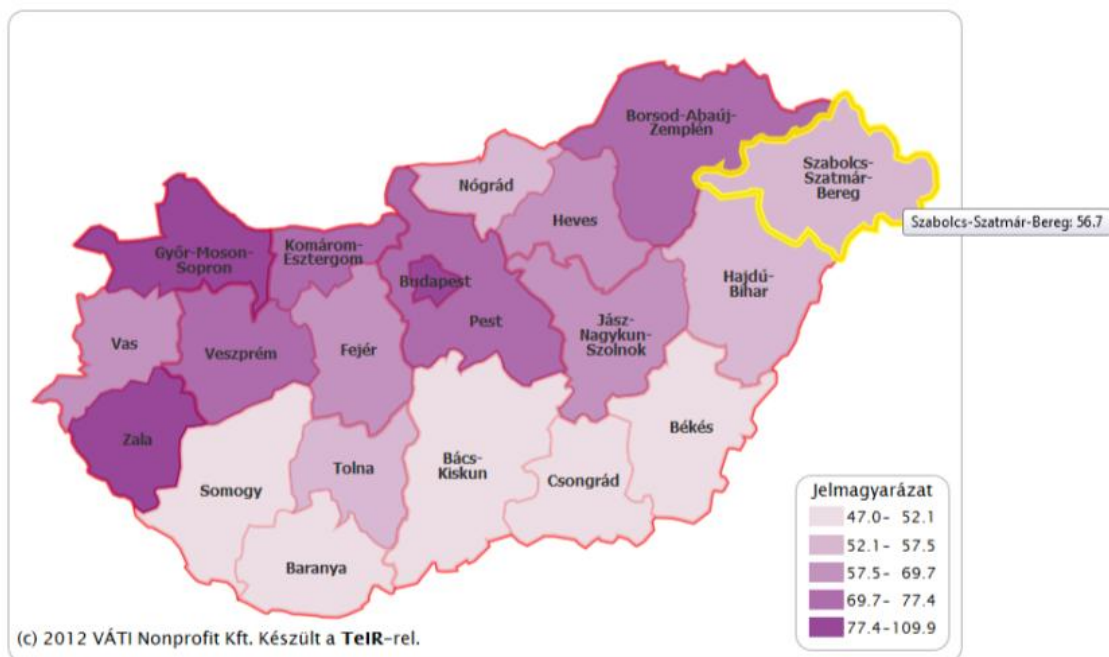 Borsod-Abaúj-
Zemplén
Szabolcs-
Szatmár-
Bereg
Nógrád
Heves
Szabolcs-Szatmár-Bereg: 56.7
Győr-Moson-
Sopron
Komárom-
Esztergom
Budapest
Hajdú-
Bihar
Pest
Jász-
Nagykun-
Szolnok
Vas
Veszprém
Fejér
Zala
Békés
Bács-
Kiskun
Tolna
Csongrád
Somogy
Baranya
Jelmagyarázat
47.0- 52.1
52.1- 57.5
57.5- 69.7
69.7- 77.4
77.4-109.9
(c) 2012 VÁTI Nonprofit Kft. Készült a TeIR-rel.